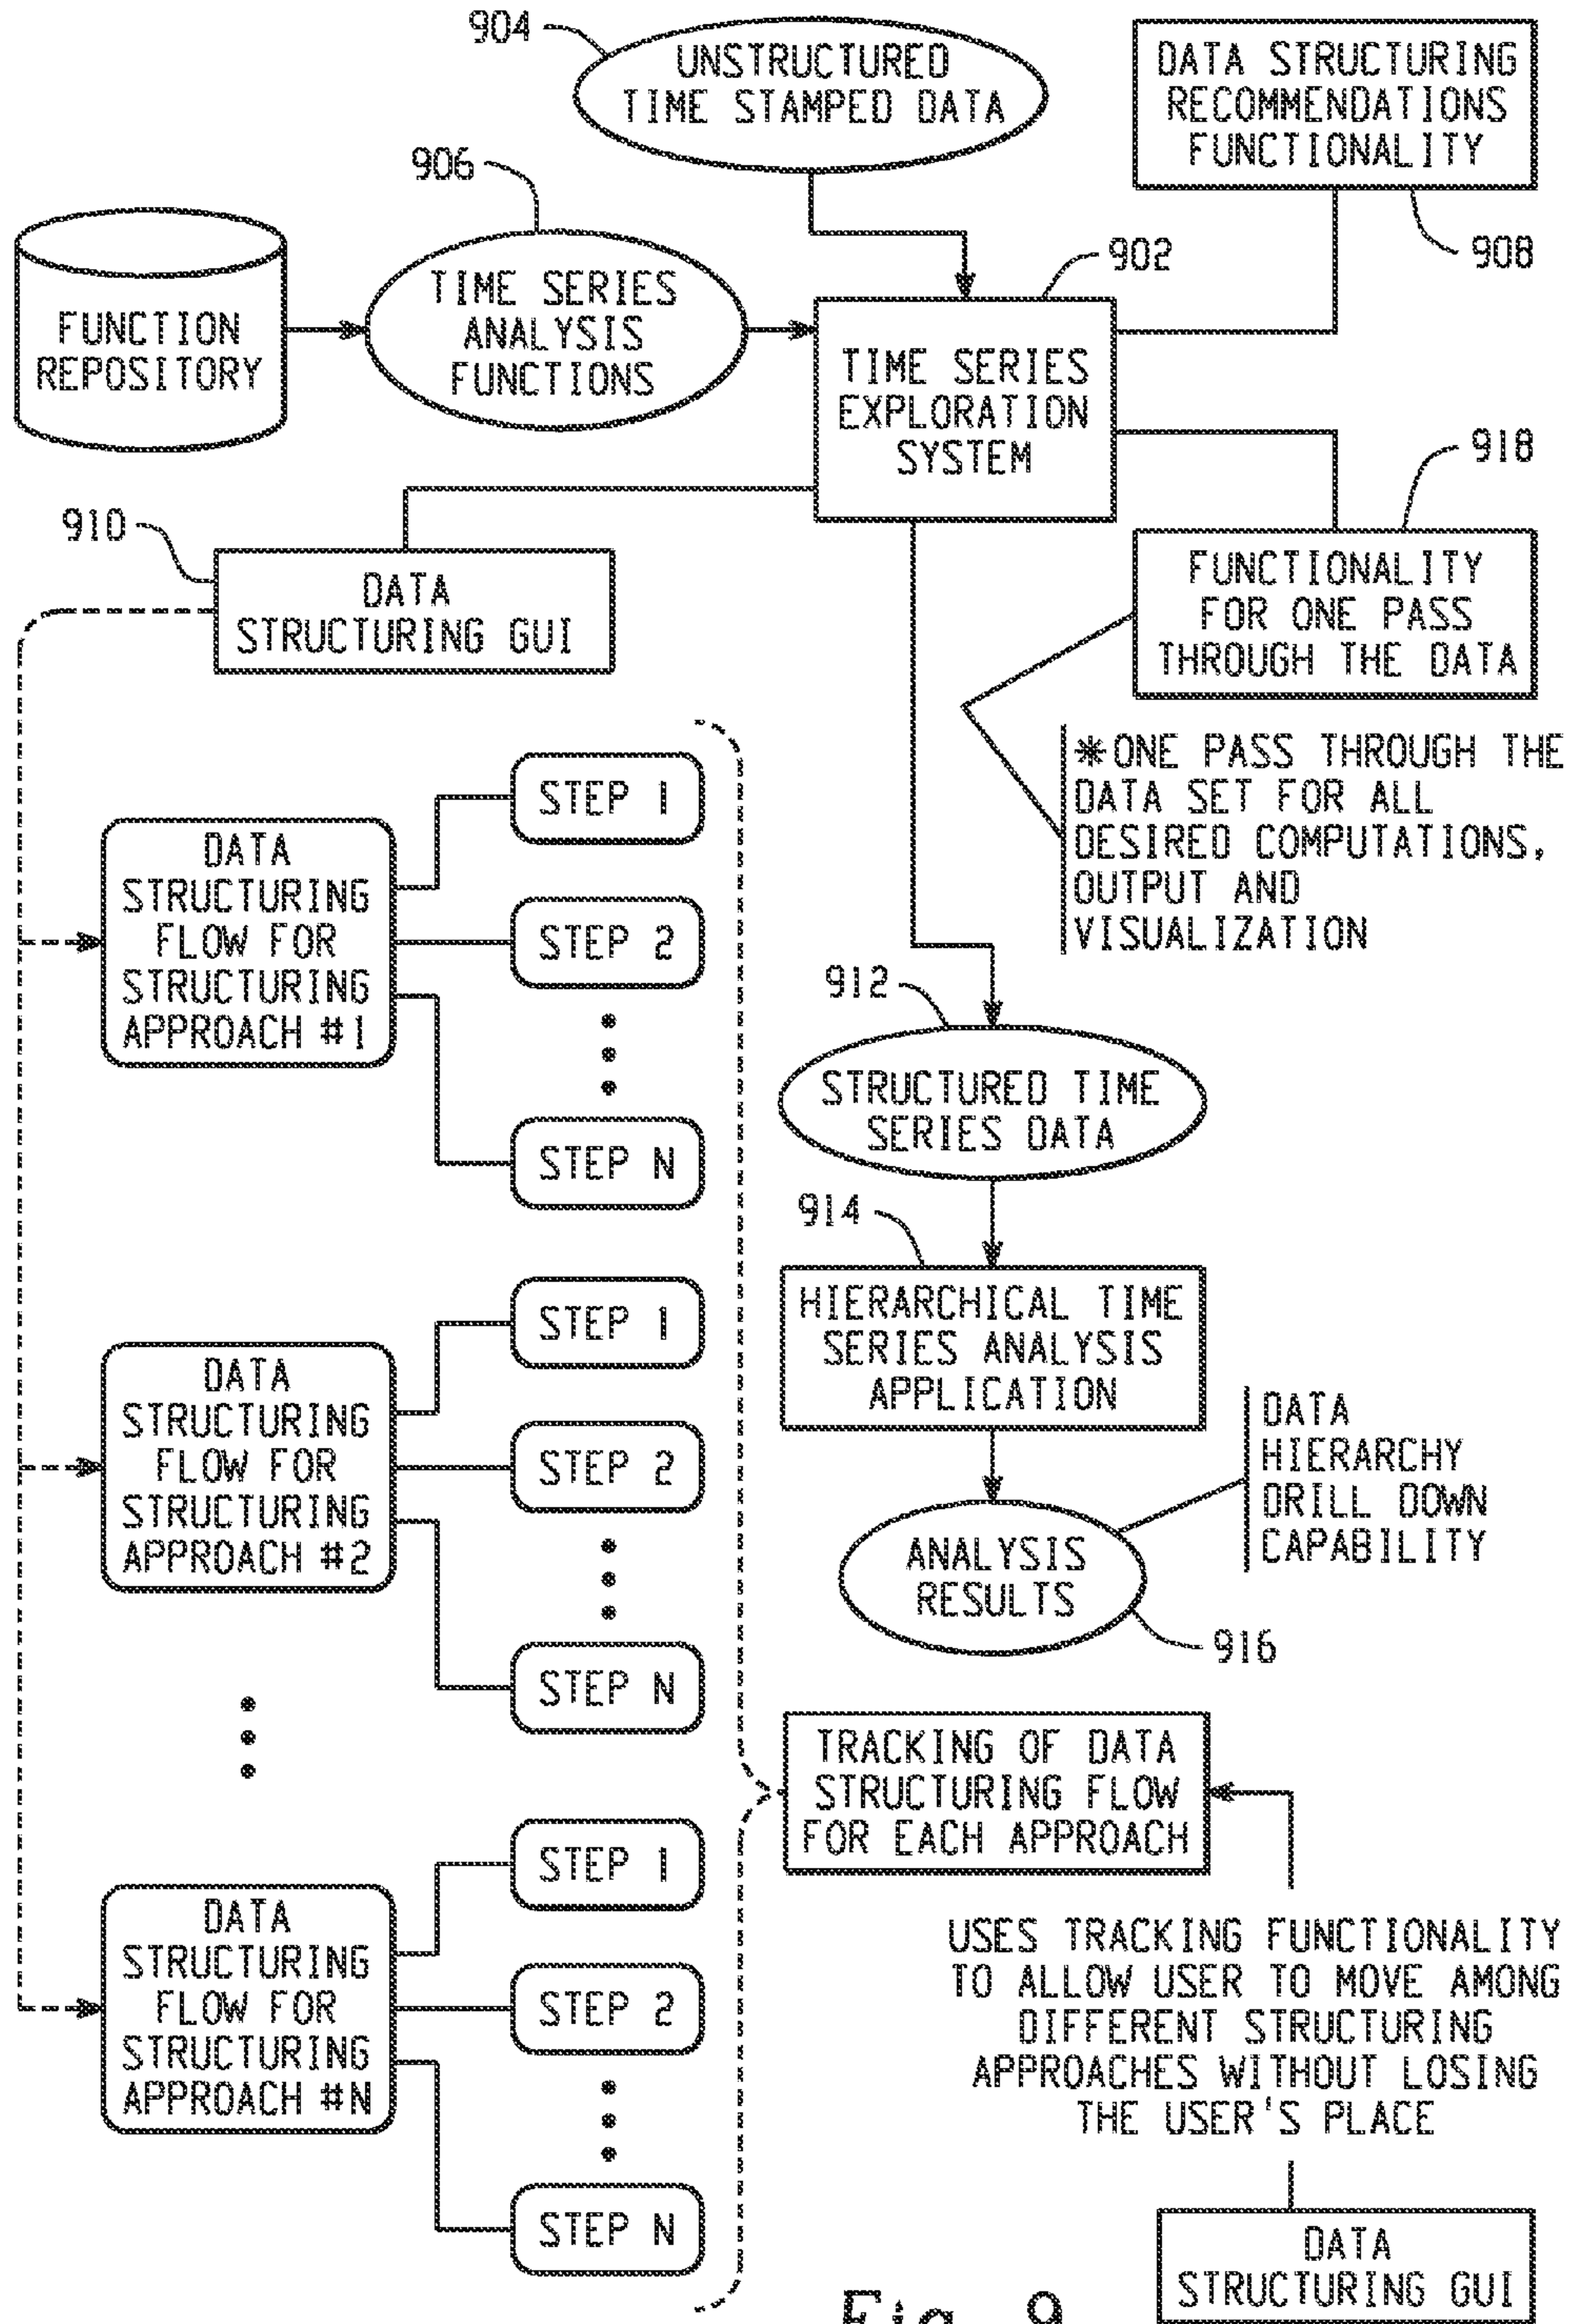 904
UNSTRUCTURED
TIME STAMPED DATA
DATA STRUCTURING
RECOMMENDATIONS
FUNCTIONALITY
908
906
FUNCTION
REPOSITORY
TIME SERIES
ANALYSIS
FUNCTIONS
902
TIME SERIES
EXPLORATION
SYSTEM
918
FUNCTIONALITY
FOR ONE PASS
THROUGH THE DATA
*ONE PASS THROUGH THE
DATA SET FOR ALL
DESIRED COMPUTATIONS,
OUTPUT AND
VISUALIZATION
910
DATA
STRUCTURING GUI
DATA
STRUCTURING
FLOW FOR
STRUCTURING
APPROACH #1
STEP 1
STEP 2
STEP N
DATA
STRUCTURING
FLOW FOR
STRUCTURING
APPROACH #2
STEP 1
STEP 2
STEP N
DATA
STRUCTURING
FLOW FOR
STRUCTURING
APPROACH #N
STEP 1
STEP 2
STEP N
912
STRUCTURED TIME
SERIES DATA
914
HIERARCHICAL TIME
SERIES ANALYSIS
APPLICATION
DATA
HIERARCHY
DRILL DOWN
CAPABILITY
ANALYSIS
RESULTS
916
TRACKING OF DATA
STRUCTURING FLOW
FOR EACH APPROACH
USES TRACKING FUNCTIONALITY
TO ALLOW USER TO MOVE AMONG
DIFFERENT STRUCTURING
APPROACHES WITHOUT LOSING
THE USER'S PLACE
DATA
STRUCTURING GUI
Fig. 9